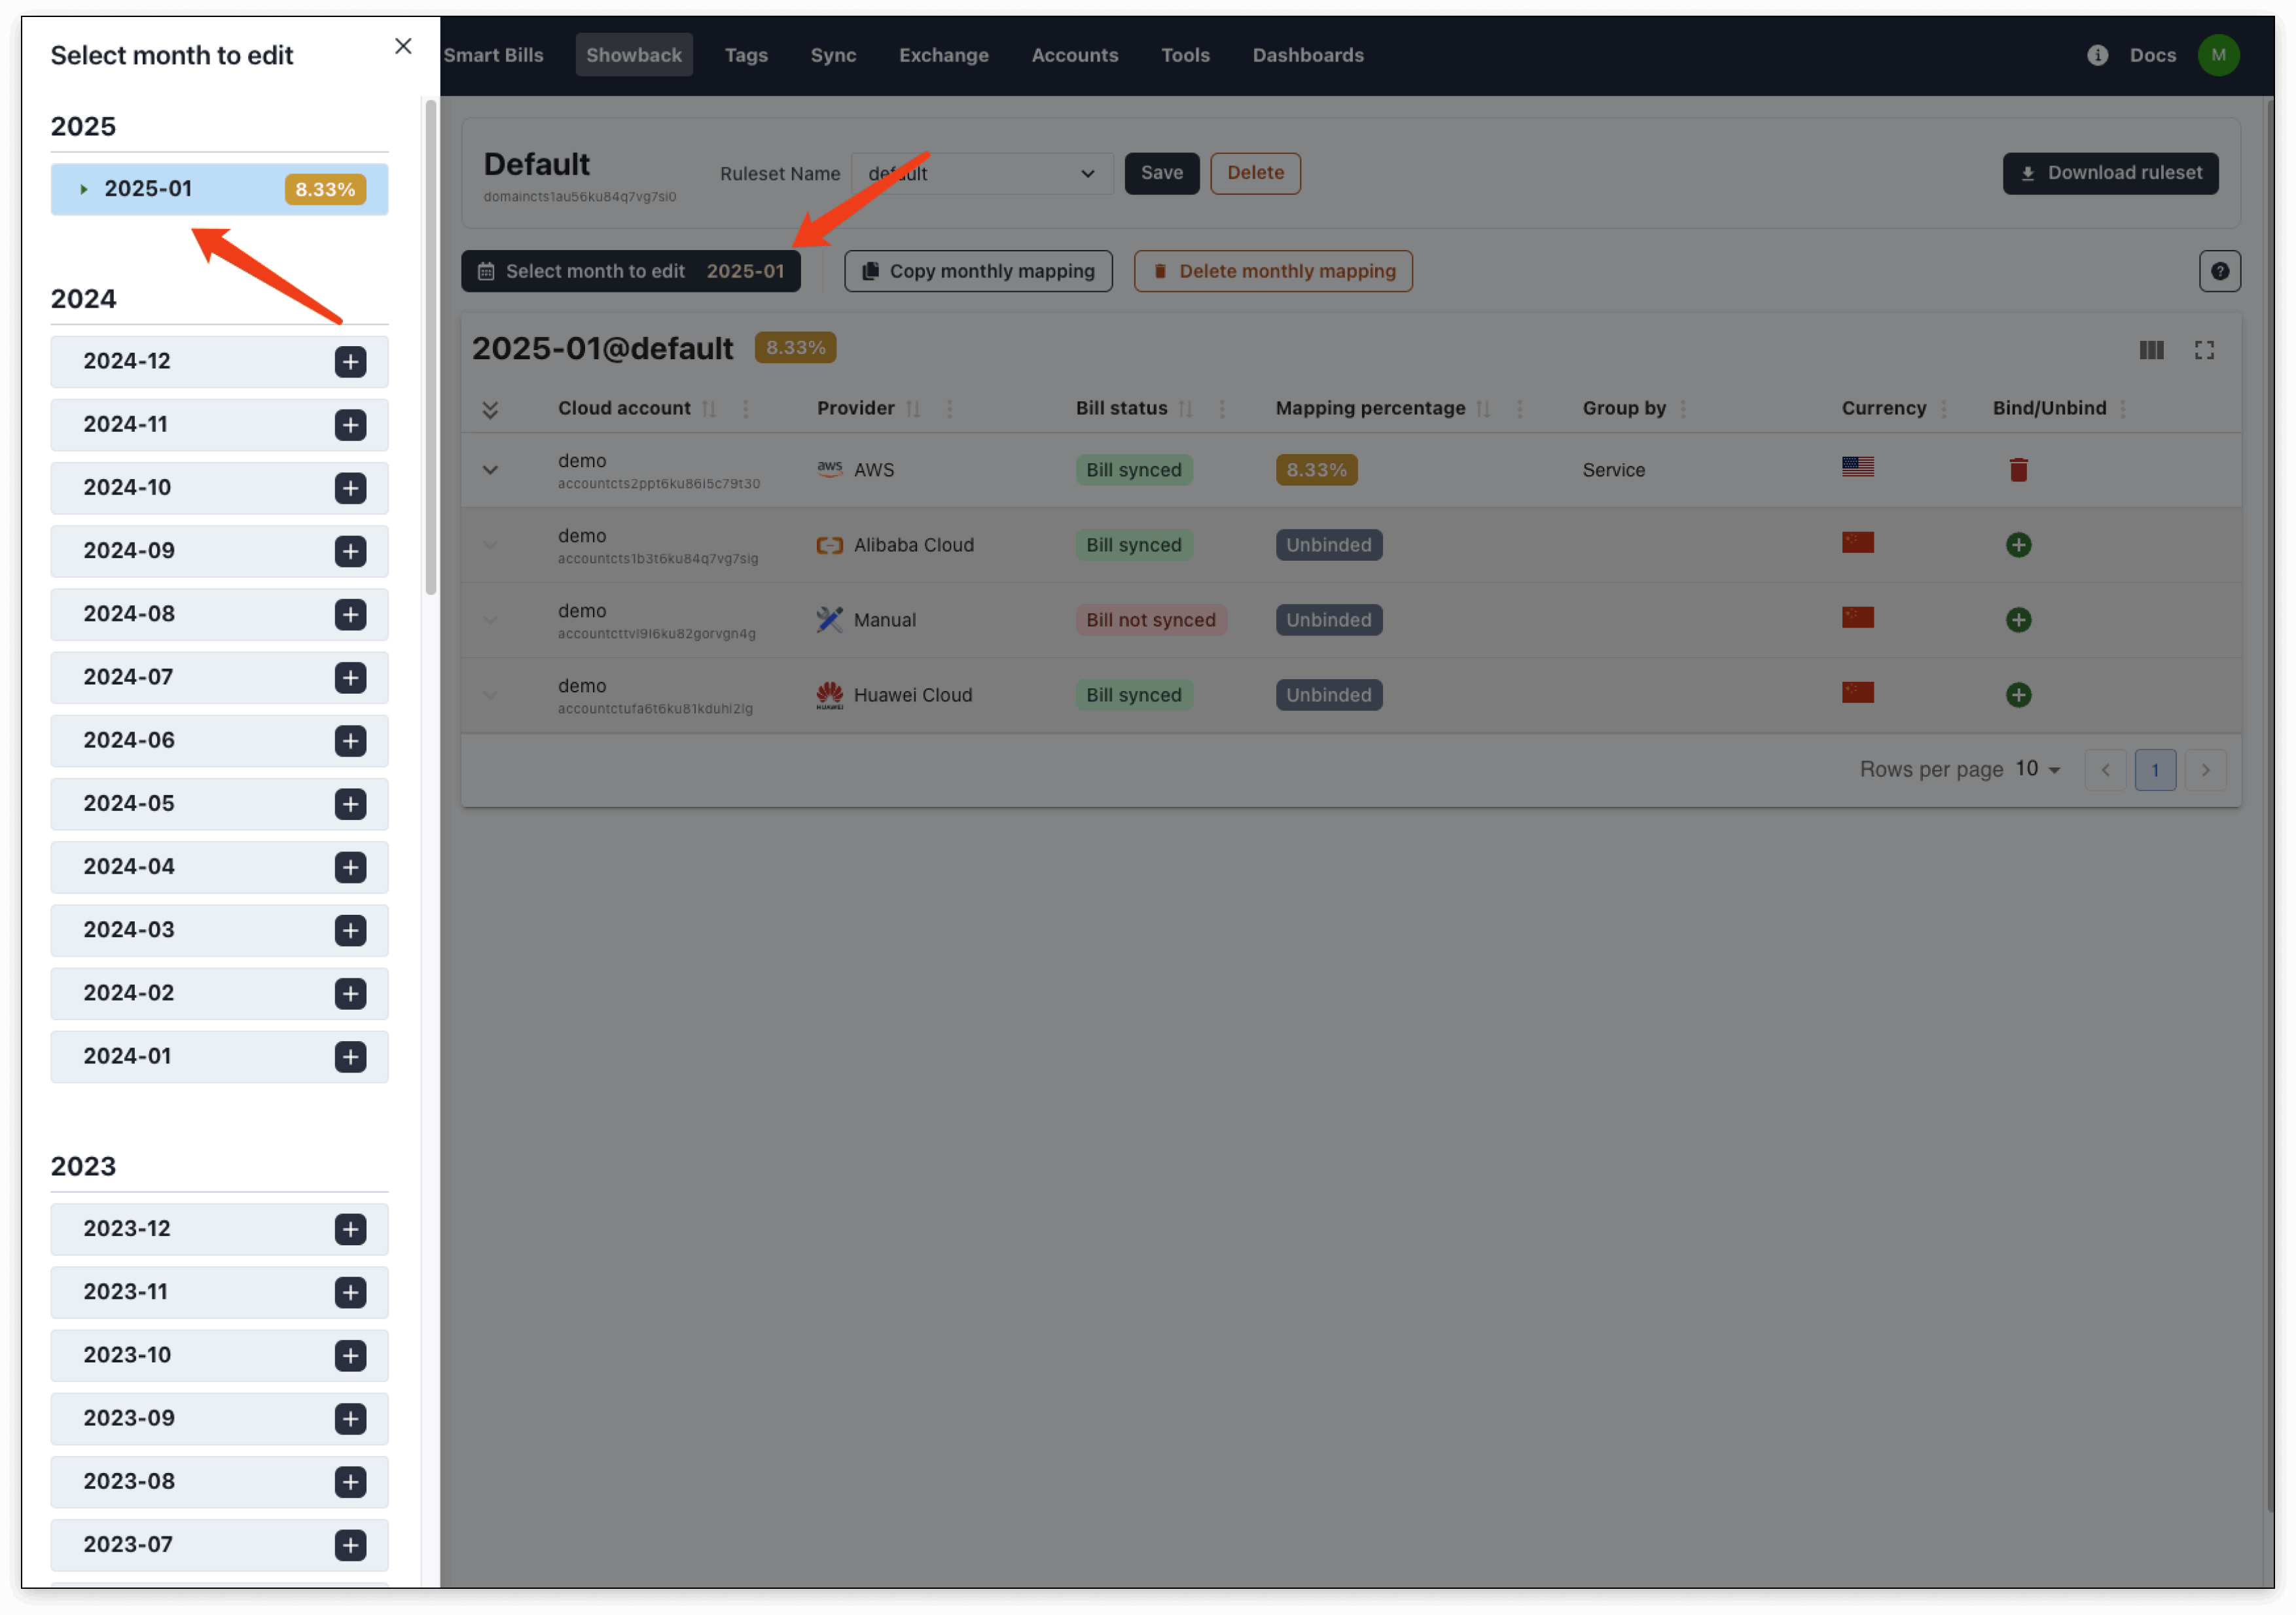 Select month to edit
2025
2025-01 8.33%
2024
2024-12
2024-11
2024-10
2024-09
2024-08
2024-07
2024-06
2024-05
2024-04
2024-03
2024-02
2024-01
2023
2023-12
2023-11
2023-10
2023-09
2023-08
2023-07
Smart Bills Showback Tags Sync Exchange Accounts Tools Dashboards Docs M
Default
domaincts1au56ku84q7vg7si0
Ruleset Name default Save Delete Download ruleset
Select month to edit 2025-01 Copy monthly mapping Delete monthly mapping
2025-01@default 8.33%
Cloud account Provider Bill status Mapping percentage Group by Currency Bind/Unbind
demo
accountcts2ppt6ku86i5c79t30
aws AWS Bill synced 8.33% Service
demo
accountcts1b3t6ku84q7vg7sig
Alibaba Cloud Bill synced Unbinded
demo
accountcttvl9l6ku82gorvgn4g
Manual Bill not synced Unbinded
demo
accountctufa6t6ku81kduhi2lg
HUAWEI Huawei Cloud Bill synced Unbinded
Rows per page 10 1